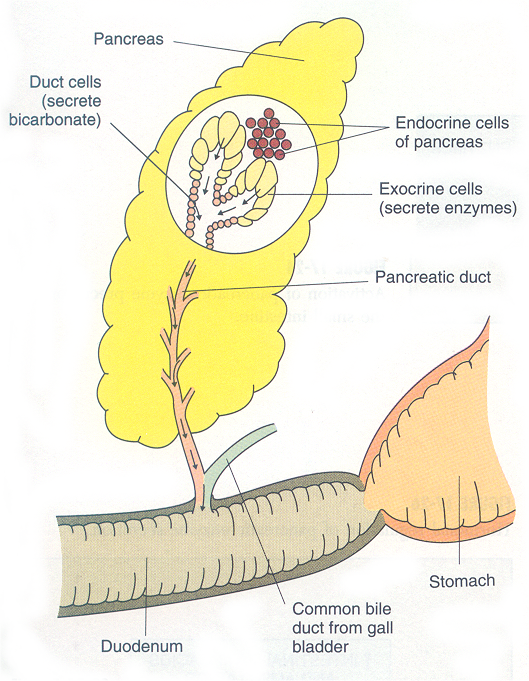 Pancreas
Duct cells
(secrete
bicarbonate)
Endocrine cells
of pancreas
Exocrine cells
(secrete enzymes)
Pancreatic duct
Stomach
Common bile
duct from gall
bladder
Duodenum